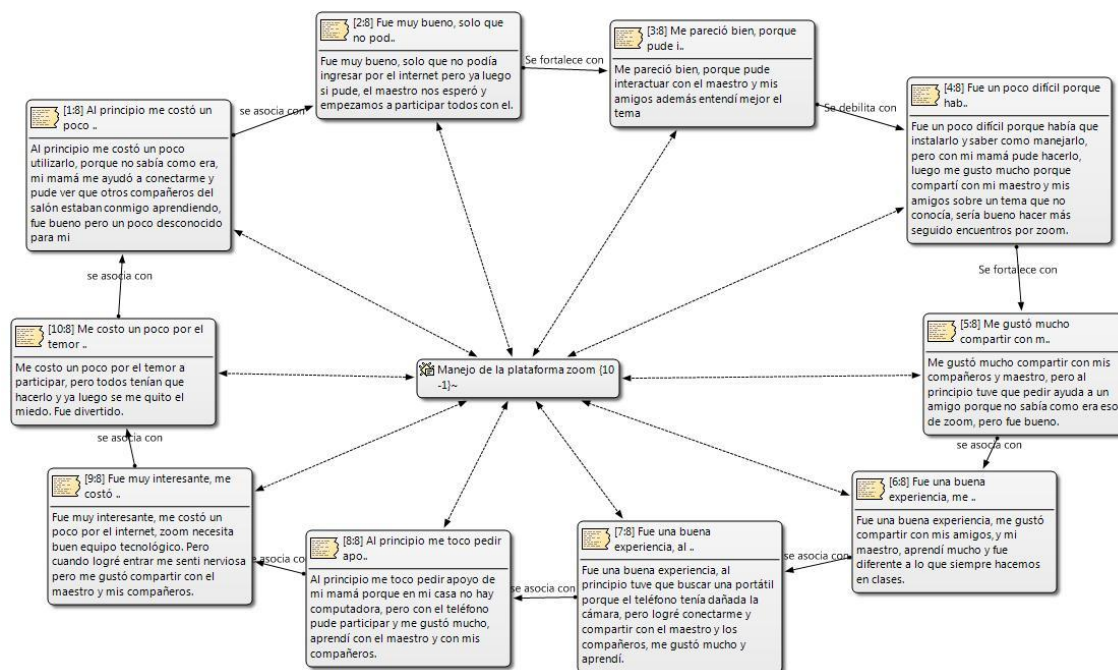 [2:8] Fue muy bueno, solo que
no pod..
Fue muy bueno, solo que no podía
ingresar por el internet pero ya luego
si pude, el maestro nos esperó y
empezamos a participar todos con el.
Se fortalece con
[3:8] Me pareció bien, porque
pude i..
Me pareció bien, porque pude
interactuar con el maestro y mis
amigos además entendí mejor el
tema
Se debilita con
[4:8] Fue un poco difícil porque
hab..
Fue un poco difícil porque había que
instalarlo y saber como manejarlo,
pero con mi mamá pude hacerlo,
luego me gusto mucho porque
compartí con mi maestro y mis
amigos sobre un tema que no
conocía, sería bueno hacer más
seguido encuentros por zoom.
se asocia con
[1:8] Al principio me costó un
poco ..
Al principio me costó un poco
utilizarlo, porque no sabía como era,
mi mamá me ayudó a conectarme y
pude ver que otros compañeros del
salón estaban conmigo aprendiendo,
fue bueno pero un poco desconocido
para mi
se asocia con
Se fortalece con
[10:8] Me costo un poco por el
temor ..
Me costo un poco por el temor a
participar, pero todos tenían que
hacerlo y ya luego se me quito el
miedo. Fue divertido.
Manejo de la plataforma zoom {10
-1}~
[5:8] Me gustó mucho
compartir con m..
Me gustó mucho compartir con mis
compañeros y maestro, pero al
principio tuve que pedir ayuda a un
amigo porque no sabía como era eso
de zoom, pero fue bueno.
se asocia con
se asocia con
[9:8] Fue muy interesante, me
costó ..
Fue muy interesante, me costó un
poco por el internet, zoom necesita
buen equipo tecnológico. Pero
cuando logré entrar me senti nerviosa
pero me gustó compartir con el
maestro y mis compañeros.
se asocia con
[8:8] Al principio me toco pedir
apo..
Al principio me toca pedir apoyo de
mi mamá porque en mi casa no hay
computadora, pero con el teléfono
pude participar y me gustó mucho,
aprendí con el maestro y con mis
compañeros.
se asocia con
[7:8] Fue una buena
experiencia, al ..
Fue una buena experiencia, al
principio tuve que buscar una portátil
porque el teléfono tenía dañada la
cámara, pero logré conectarme y
compartir con el maestro y los
compañeros, me gustó mucho y
aprendí.
se asocia con
[6:8] Fue una buena
experiencia, me ..
Fue una buena experiencia, me gustó
compartir con mis amigos, y mi
maestro, aprendí mucho y fue
diferente a lo que siempre hacemos
en clases.